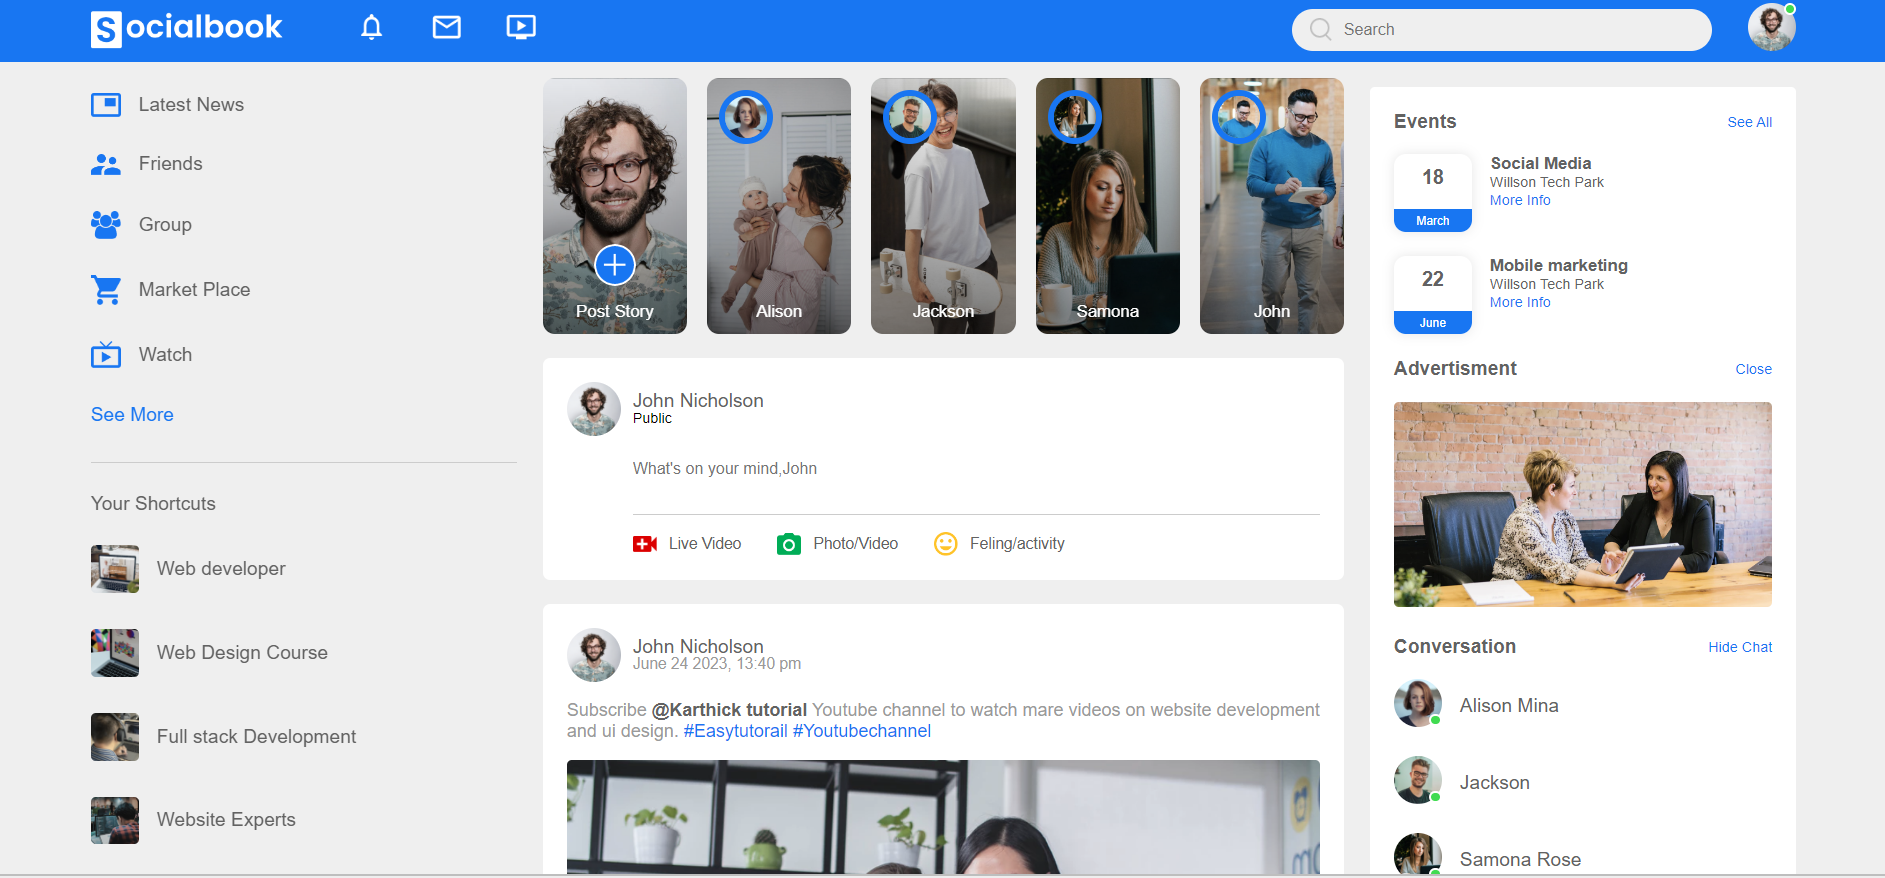 Socialbook
Search
Latest News
Friends
Group
Market Place
Watch
See More
Your Shortcuts
Web developer
Web Design Course
Full stack Development
Website Experts
Post Story
Alison
Jackson
Samona
John
John Nicholson
Public
What's on your mind,John
Live Video
Photo/Video
Feling/activity
John Nicholson
June 24 2023, 13:40 pm
Subscribe @Karthick tutorial Youtube channel to watch mare videos on website development
and ui design. #Easytutorail #Youtubechannel
Events
See All
18
March
Social Media
Willson Tech Park
More Info
22
June
Mobile marketing
Willson Tech Park
More Info
Advertisment
Close
Conversation
Hide Chat
Alison Mina
Jackson
Samona Rose